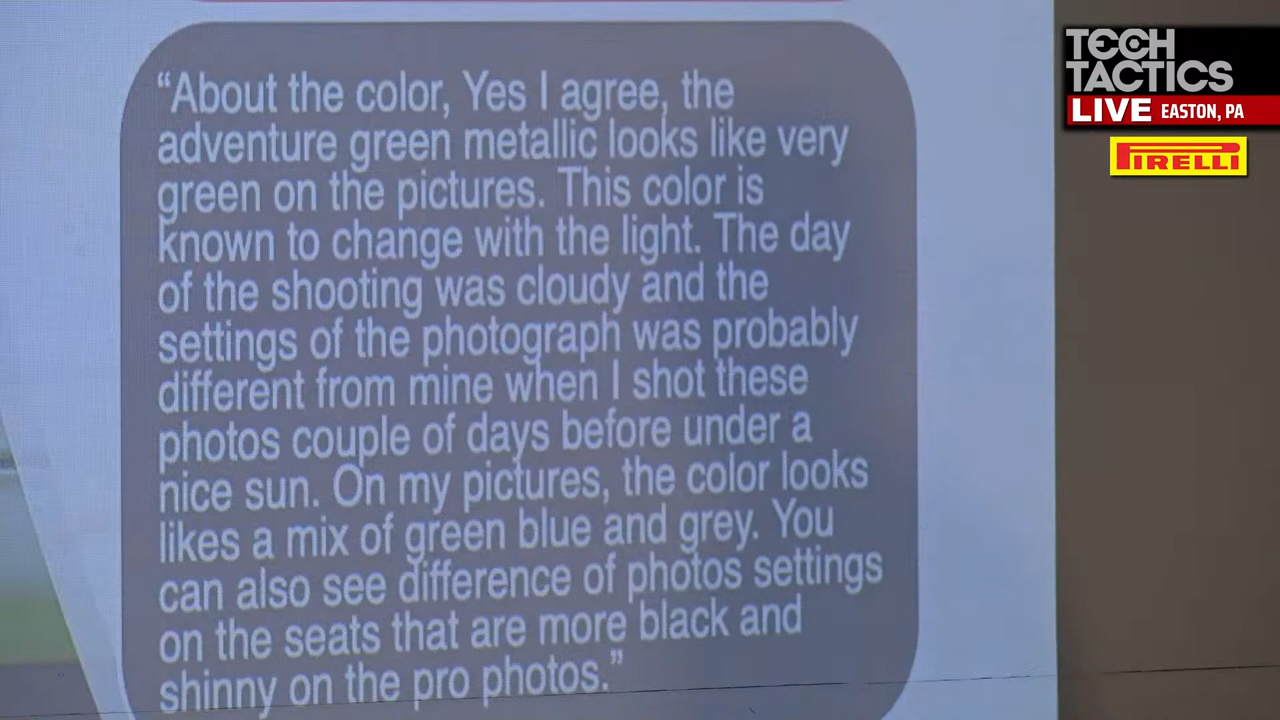 “About the color, Yes I agree, the
adventure green metallic looks like very
green on the pictures. This color is
known to change with the light. The day
of the shooting was cloudy and the
settings of the photograph was probably
different from mine when I shot these
photos couple of days before under a
nice sun. On my pictures, the color looks
likes a mix of green blue and grey. You
can also see difference of photos settings
on the seats that are more black and
shinny on the pro photos.”
TECH
TACTICS
LIVE EASTON, PA
PIRELLI